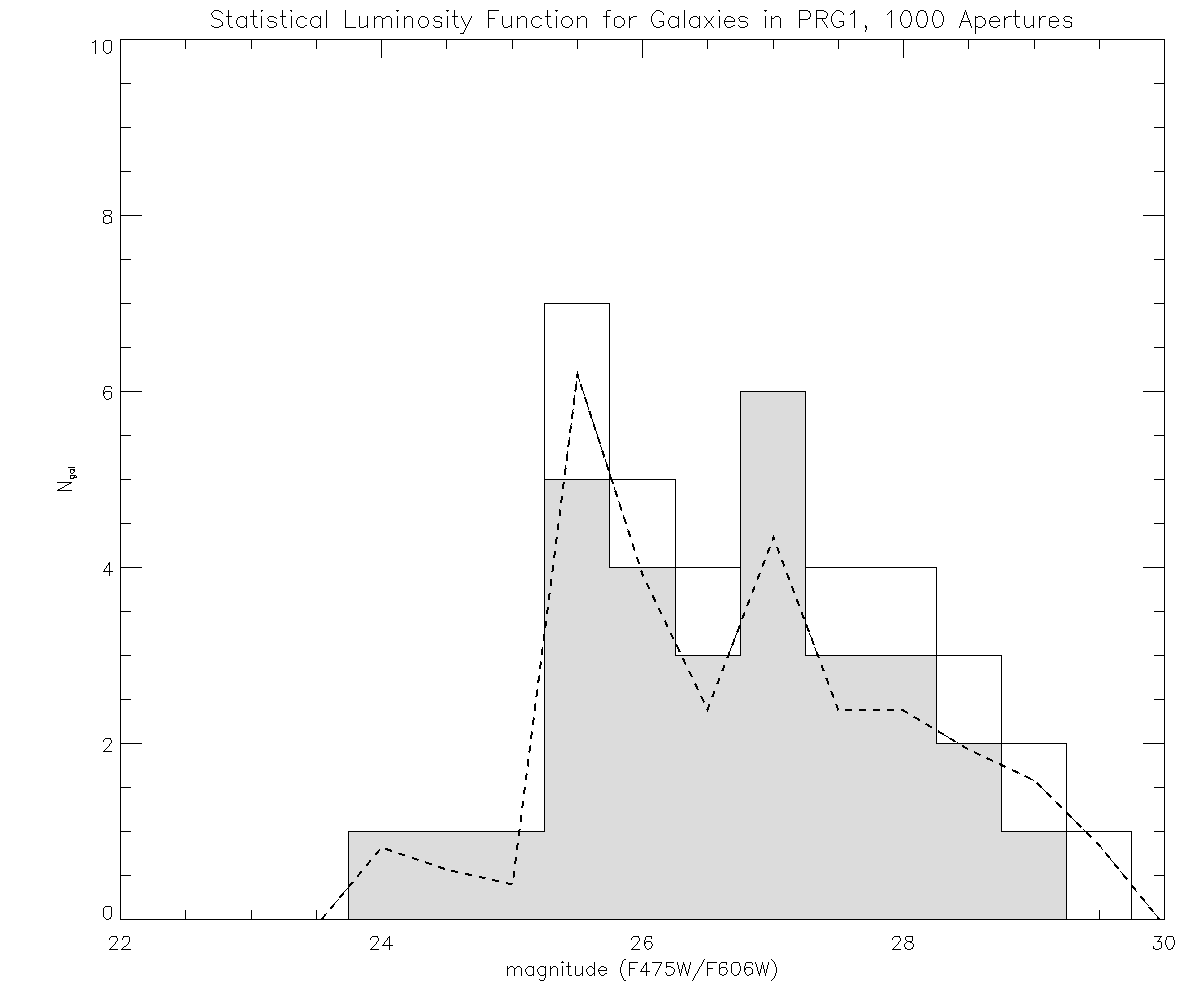 Statistical Luminosity Function for Galaxies in PRG1, 1000 Apertures
10
8
6
4
2
0
N_gal
22 24 26 28 30
magnitude (F475W/F606W)